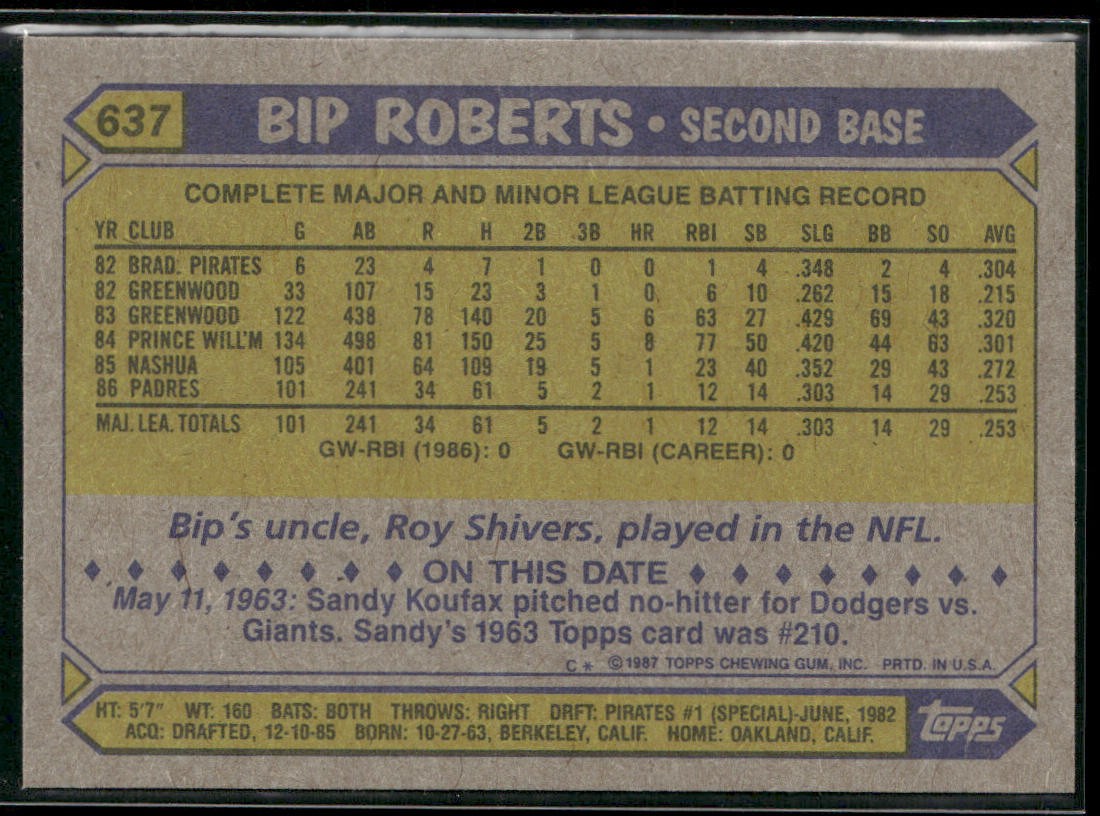 637 BIP ROBERTS • SECOND BASE
COMPLETE MAJOR AND MINOR LEAGUE BATTING RECORD
YR CLUB G AB R H 2B 3B HR RBI SB SLG BB SO AVG
82 BRAD. PIRATES 6 23 4 7 1 0 0 1 4 .348 2 4 .304
82 GREENWOOD 33 107 15 23 3 1 0 6 10 .262 15 18 .215
83 GREENWOOD 122 438 78 140 20 5 6 63 27 .429 69 43 .320
84 PRINCE WILL'M 134 498 81 150 25 5 8 77 50 .420 44 63 .301
85 NASHUA 105 401 64 109 19 5 1 23 40 .352 29 43 .272
86 PADRES 101 241 34 61 5 2 1 12 14 .303 14 29 .253
MAJ. LEA. TOTALS 101 241 34 61 5 2 1 12 14 .303 14 29 .253
GW-RBI (1986): 0 GW-RBI (CAREER): 0
Bip's uncle, Roy Shivers, played in the NFL.
♦ ♦ ♦ ♦ ♦ ♦ ♦ ♦ ON THIS DATE ♦ ♦ ♦ ♦ ♦ ♦ ♦ ♦
May 11, 1963: Sandy Koufax pitched no-hitter for Dodgers vs.
Giants. Sandy's 1963 Topps card was #210.
C* ©1987 TOPPS CHEWING GUM, INC. PRTD. IN U.S.A.
HT: 5'7" WT: 160 BATS: BOTH THROWS: RIGHT DRFT: PIRATES #1 (SPECIAL)-JUNE, 1982
ACQ: DRAFTED, 12-10-85 BORN: 10-27-63, BERKELEY, CALIF. HOME: OAKLAND, CALIF.
Topps